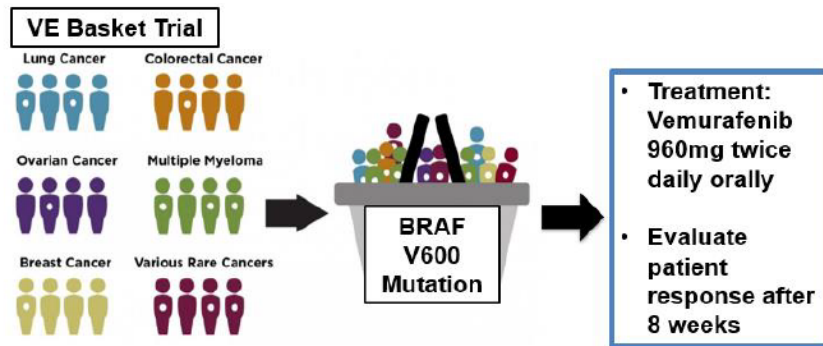 VE Basket Trial
Lung Cancer
Colorectal Cancer
Ovarian Cancer
Multiple Myeloma
Breast Cancer
Various Rare Cancers
BRAF
V600
Mutation
• Treatment:
Vemurafenib
960mg twice
daily orally
• Evaluate
patient
response after
8 weeks